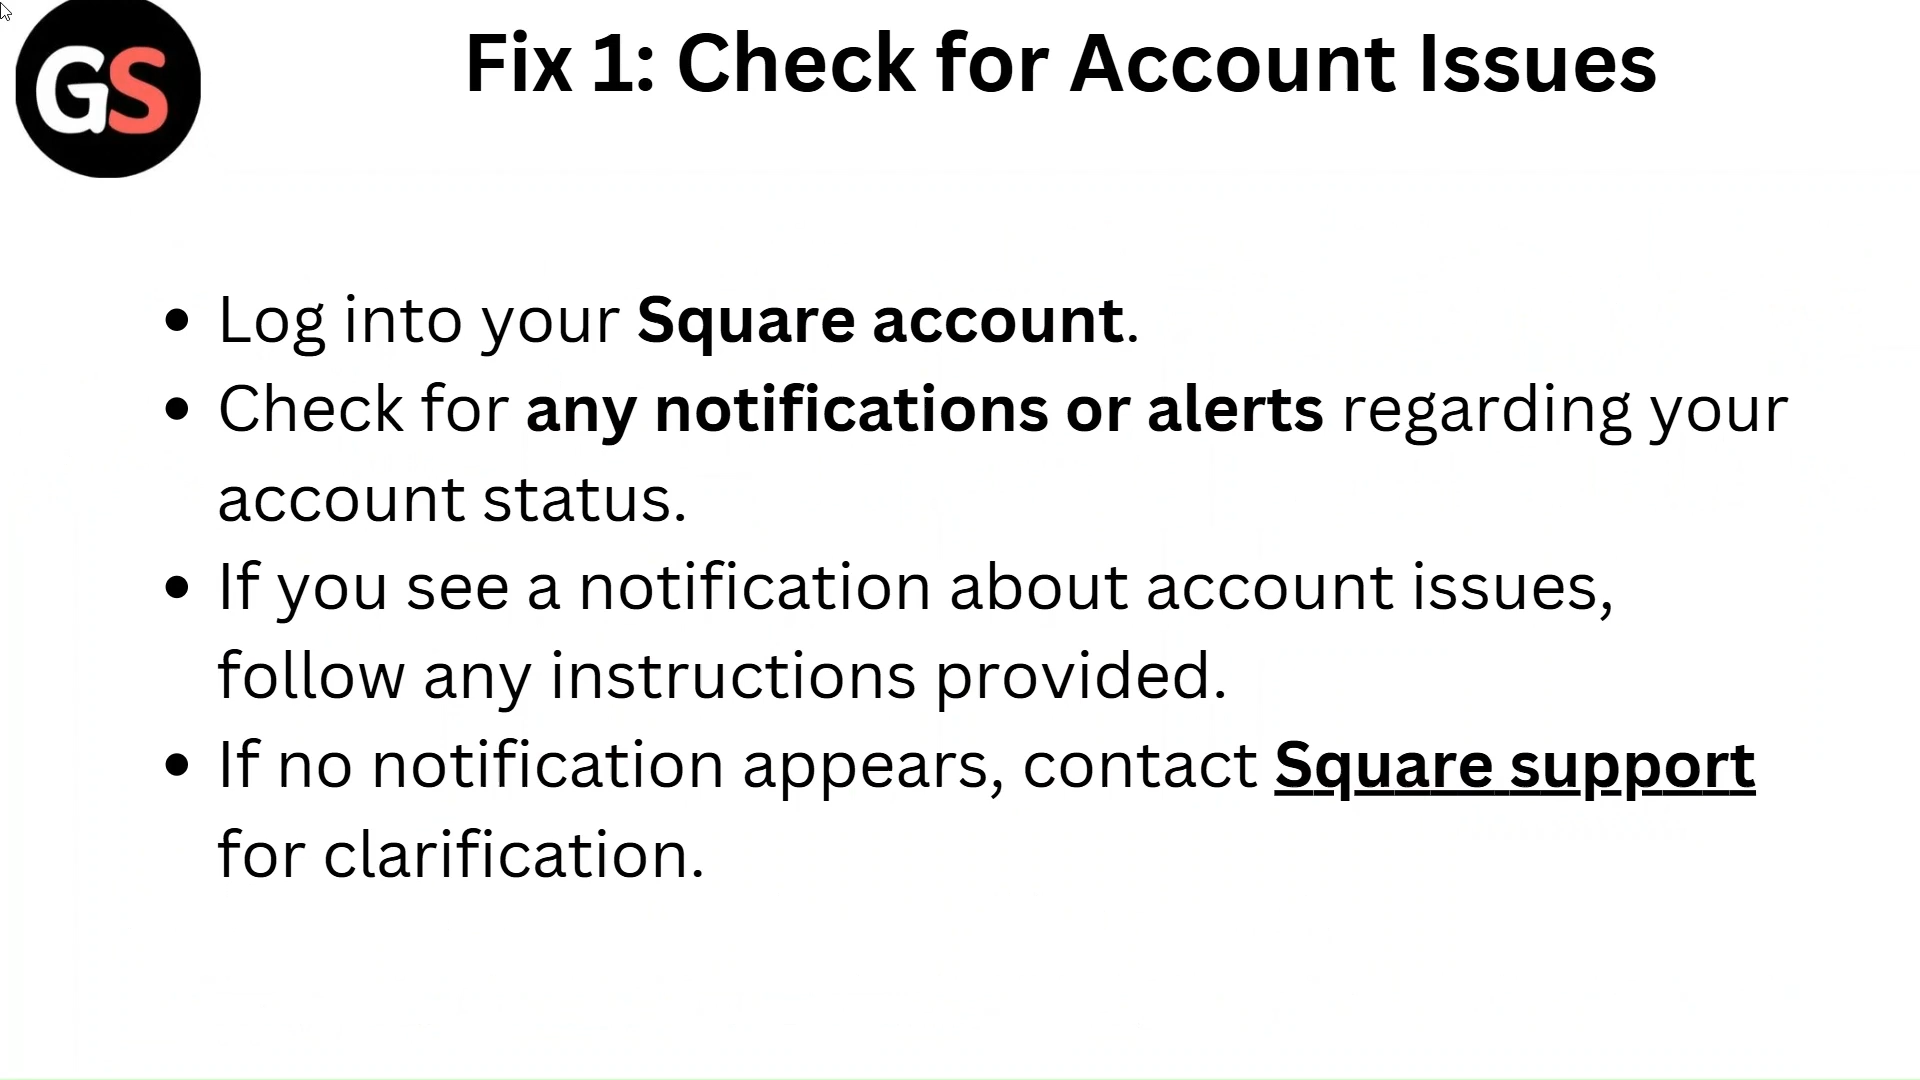 GS
Fix 1: Check for Account Issues
• Log into your Square account.
• Check for any notifications or alerts regarding your
account status.
• If you see a notification about account issues,
follow any instructions provided.
• If no notification appears, contact Square support
for clarification.